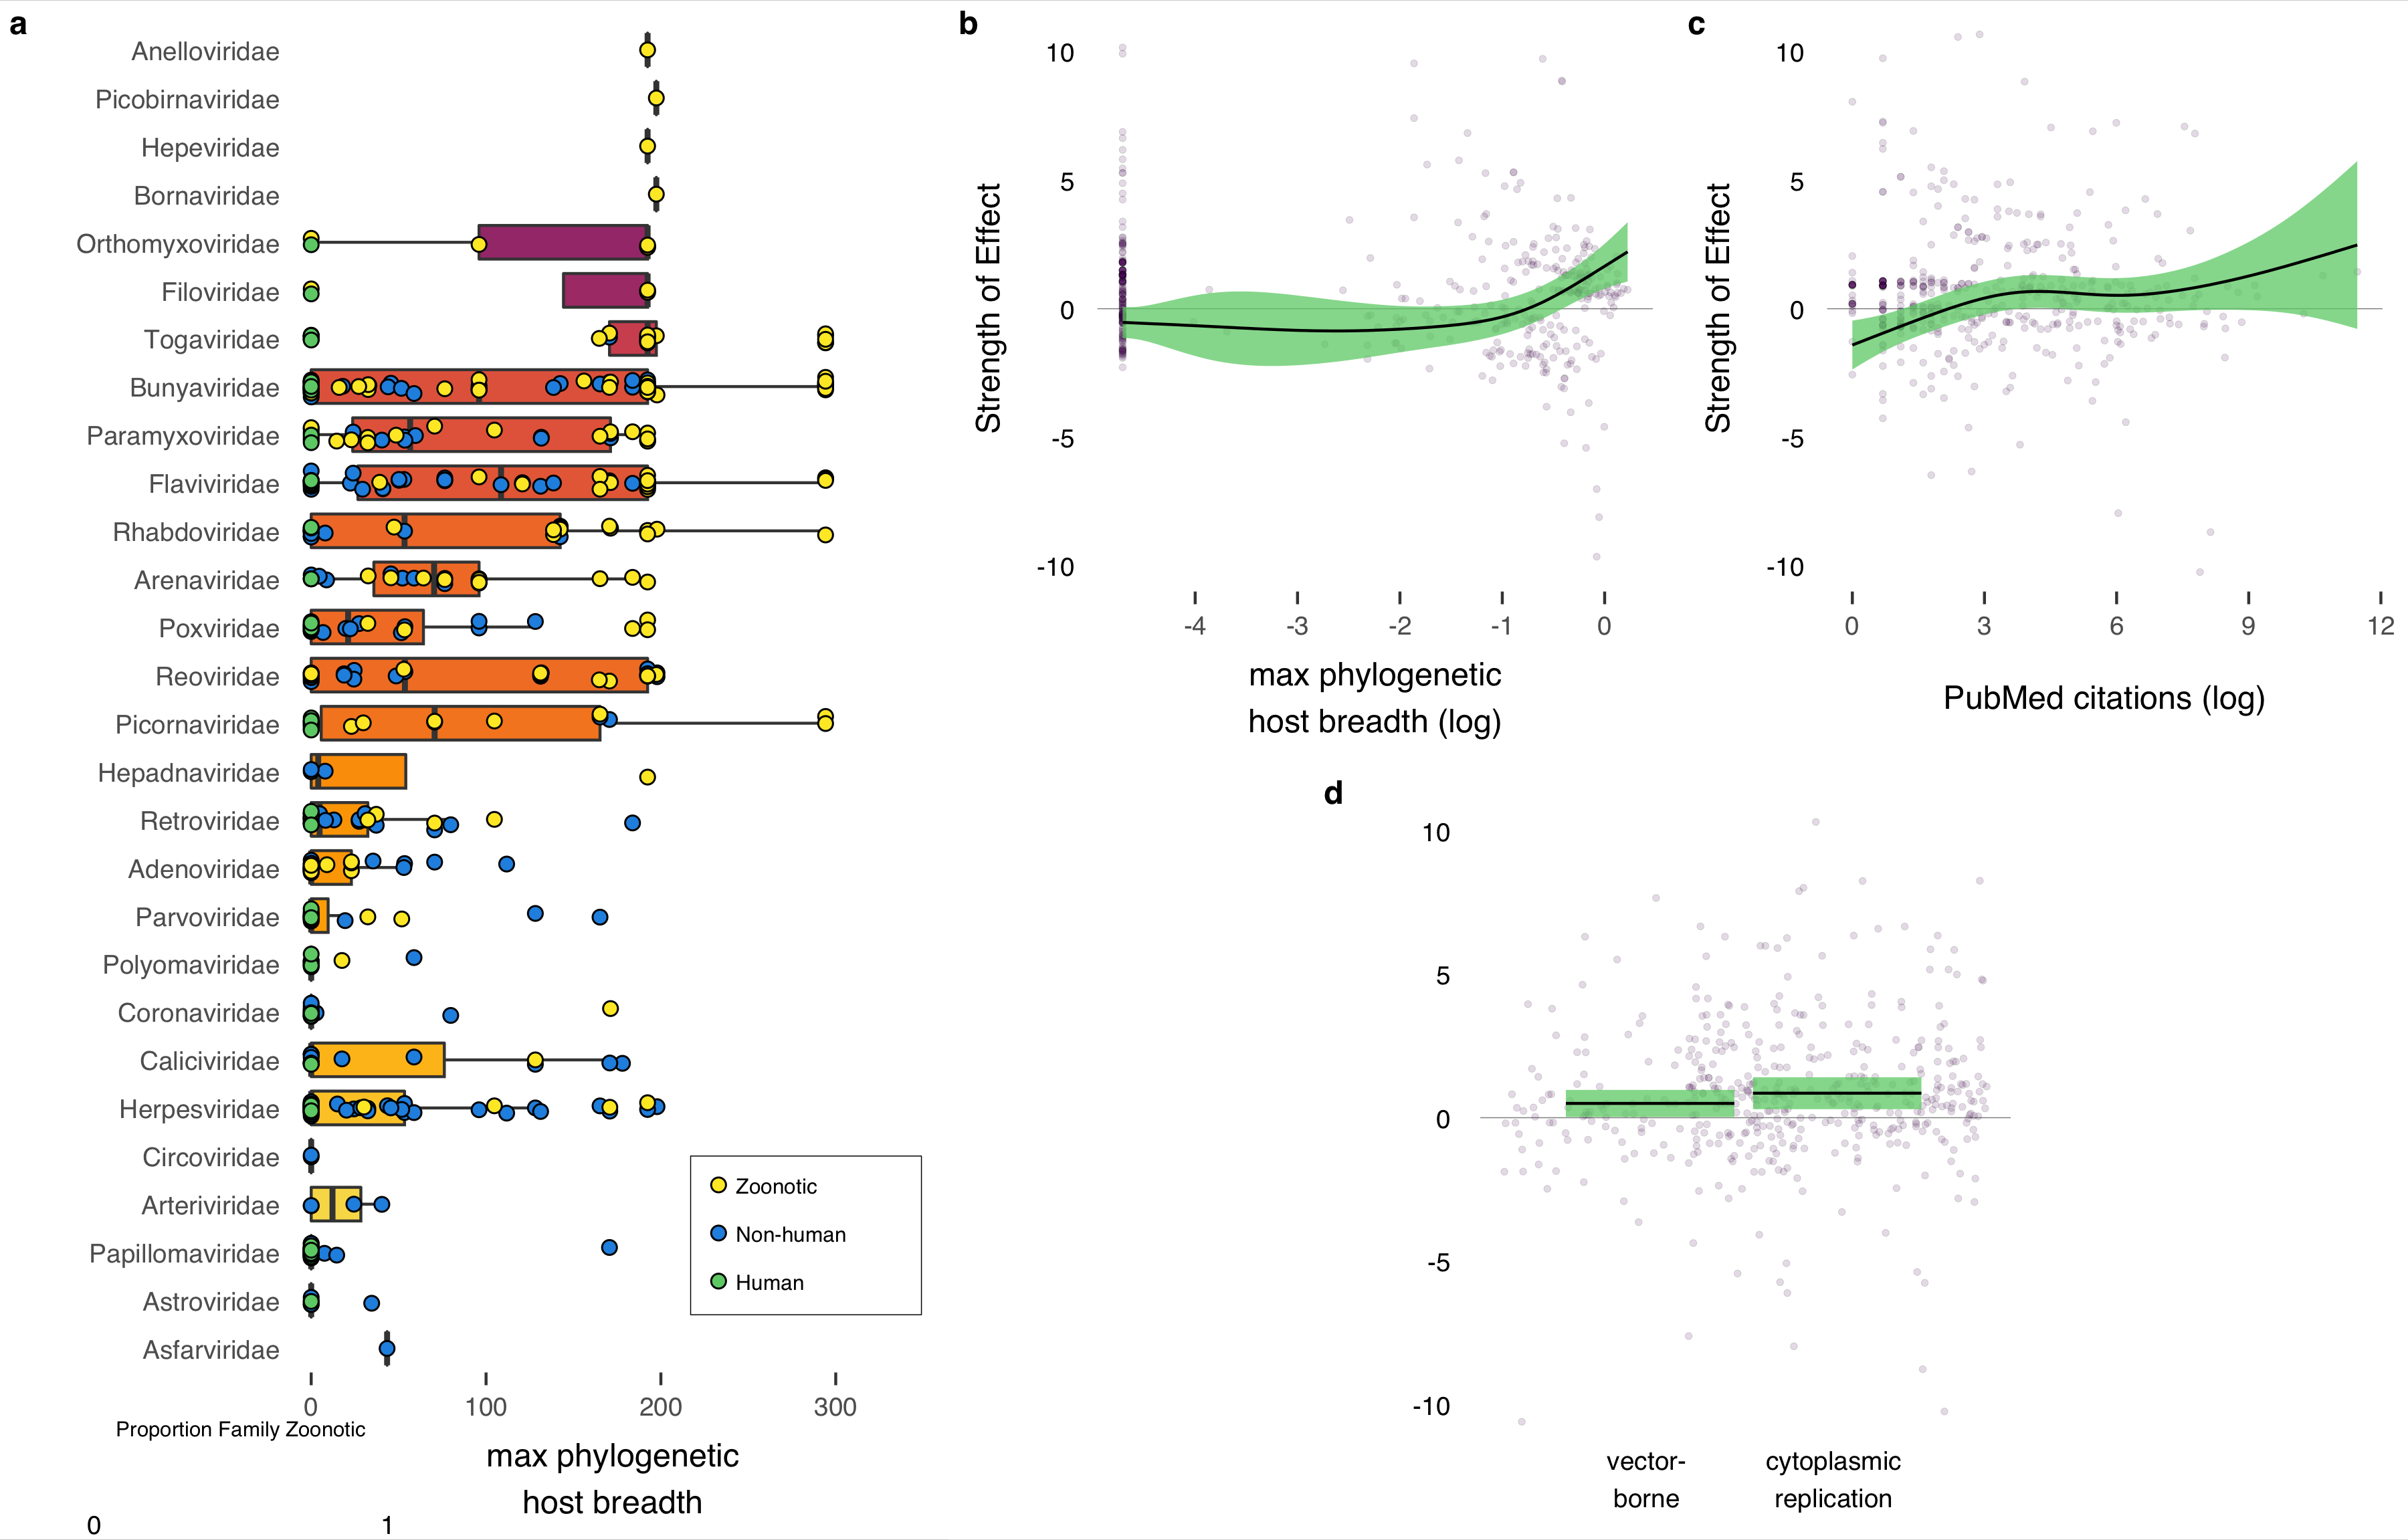 a
Anelloviridae
Picobirnaviridae
Hepeviridae
Bornaviridae
Orthomyxoviridae
Filoviridae
Togaviridae
Bunyaviridae
Paramyxoviridae
Flaviviridae
Rhabdoviridae
Arenaviridae
Poxviridae
Reoviridae
Picornaviridae
Hepadnaviridae
Retroviridae
Adenoviridae
Parvoviridae
Polyomaviridae
Coronaviridae
Caliciviridae
Herpesviridae
Circoviridae
Arteriviridae
Papillomaviridae
Astroviridae
Asfarviridae
Zoonotic
Non-human
Human
0 100 200 300
Proportion Family Zoonotic
max phylogenetic
host breadth
0 1
b
Strength of Effect
10
5
0
-5
-10
-4 -3 -2 -1 0
max phylogenetic
host breadth (log)
c
Strength of Effect
10
5
0
-5
-10
0 3 6 9 12
PubMed citations (log)
d
10
5
0
-5
-10
vector-
borne
cytoplasmic
replication